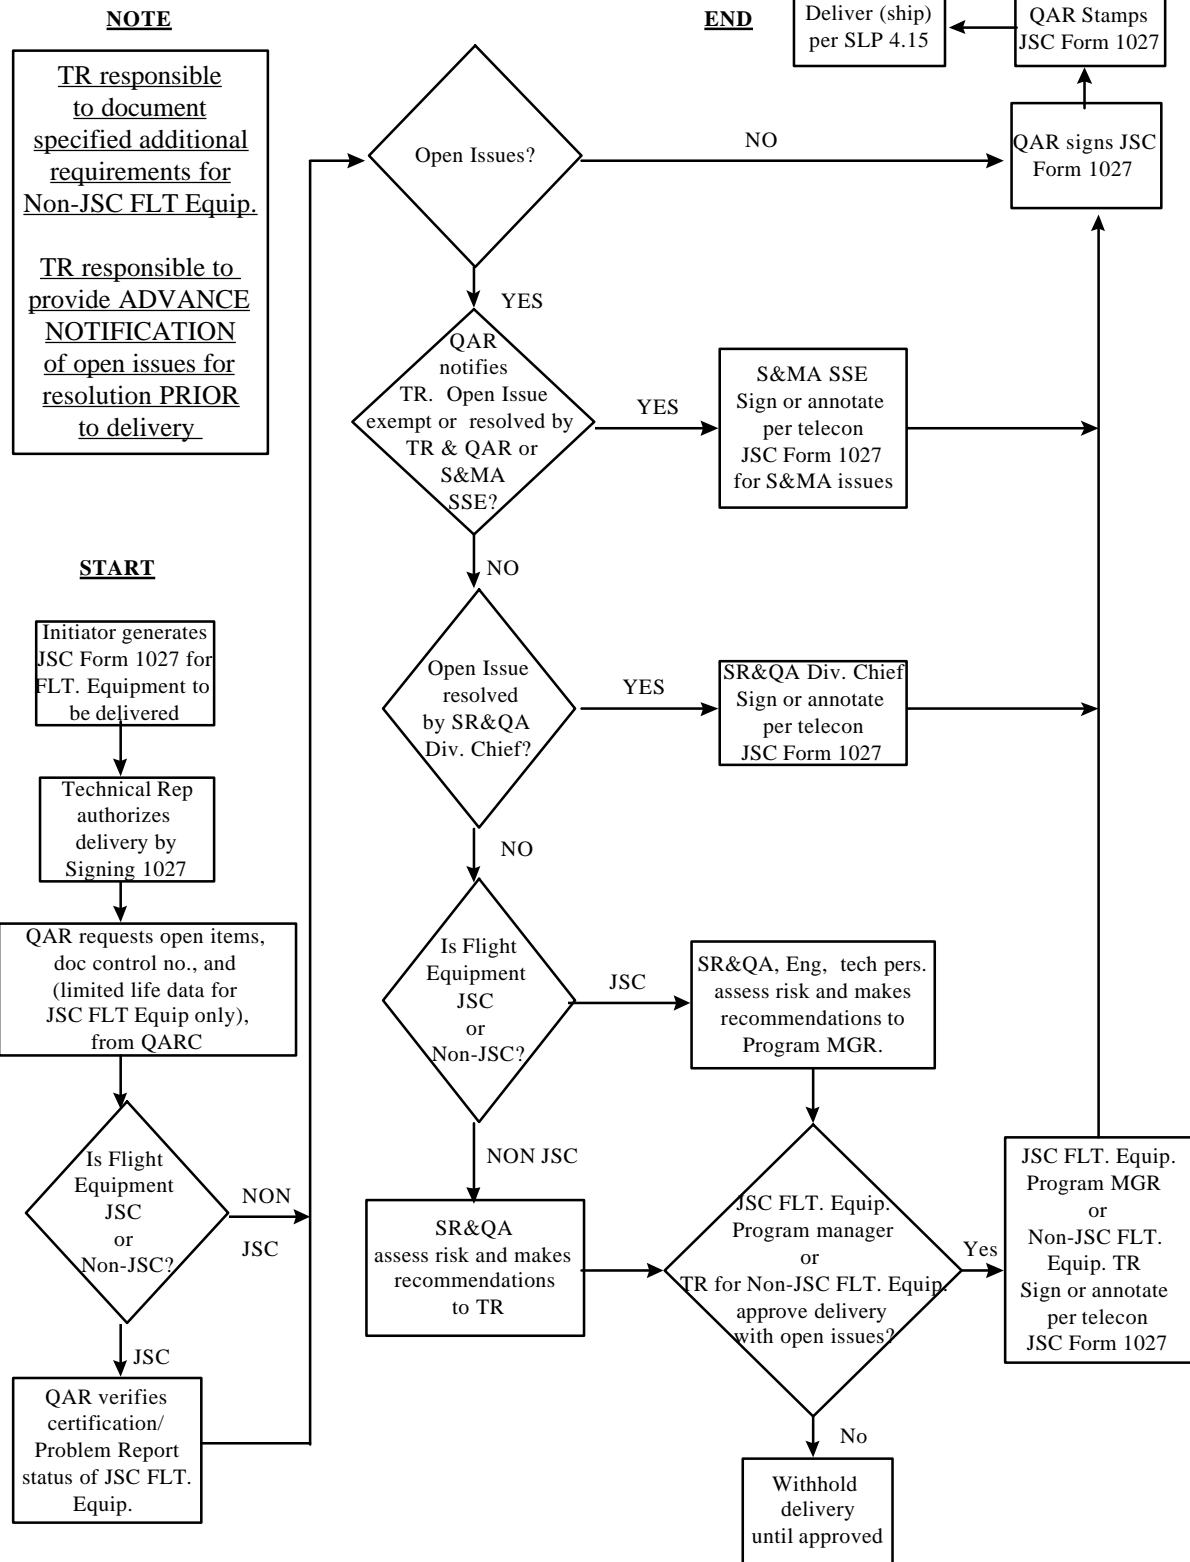 NOTE
TR responsible
to document
specified additional
requirements for
Non-JSC FLT Equip.
TR responsible to
provide ADVANCE
NOTIFICATION
of open issues for
resolution PRIOR
to delivery
START
Initiator generates
JSC Form 1027 for
FLT. Equipment to
be delivered
Technical Rep
authorizes
delivery by
Signing 1027
QAR requests open items,
doc control no., and
(limited life data for
JSC FLT Equip only),
from QARC
Is Flight
Equipment
JSC
or
Non-JSC?
NON
JSC
JSC
QAR verifies
certification/
Problem Report
status of JSC FLT.
Equip.
Open Issues?
NO
YES
QAR
notifies
TR. Open Issue
exempt or resolved by
TR & QAR or
S&MA
SSE?
YES
S&MA SSE
Sign or annotate
per telecon
JSC Form 1027
for S&MA issues
NO
Open Issue
resolved
by SR&QA
Div. Chief?
YES
SR&QA Div. Chief
Sign or annotate
per telecon
JSC Form 1027
NO
Is Flight
Equipment
JSC
or
Non-JSC?
JSC
SR&QA, Eng, tech pers.
assess risk and makes
recommendations to
Program MGR.
NON JSC
SR&QA
assess risk and makes
recommendations
to TR
JSC FLT. Equip.
Program manager
or
TR for Non-JSC FLT. Equip.
approve delivery
with open issues?
Yes
JSC FLT. Equip.
Program MGR
or
Non-JSC FLT.
Equip. TR
Sign or annotate
per telecon
JSC Form 1027
No
Withhold
delivery
until approved
QAR signs JSC
Form 1027
QAR Stamps
JSC Form 1027
Deliver (ship)
per SLP 4.15
END